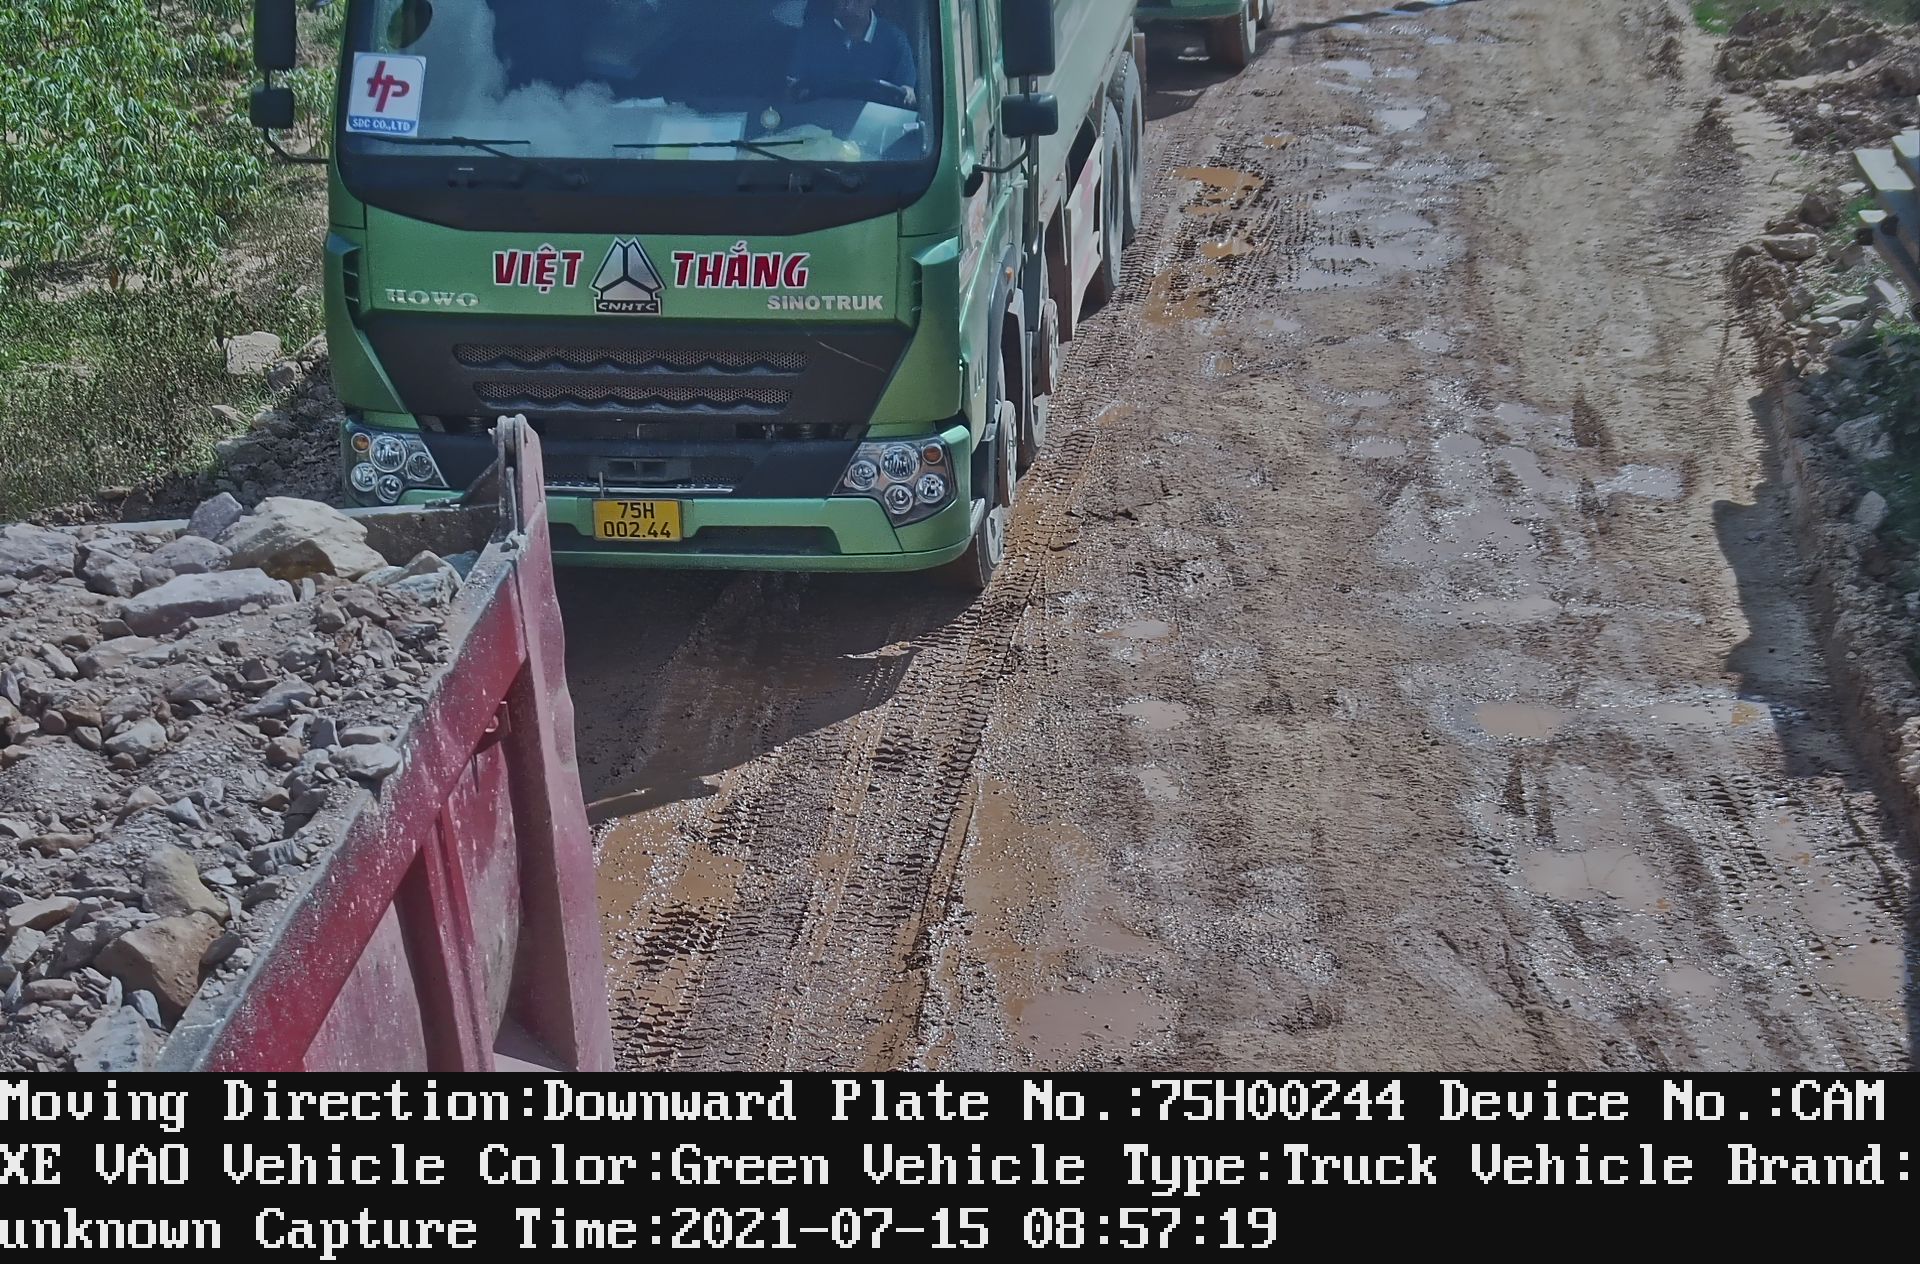 HP
SDC CO.,LTD
VIỆT THẮNG
HOWO
CNHTC
SINOTRUK
75H
002.44
Moving Direction:Downward Plate No.:75H00244 Device No.:CAM
XE VAO Vehicle Color:Green Vehicle Type:Truck Vehicle Brand:
unknown Capture Time:2021-07-15 08:57:19